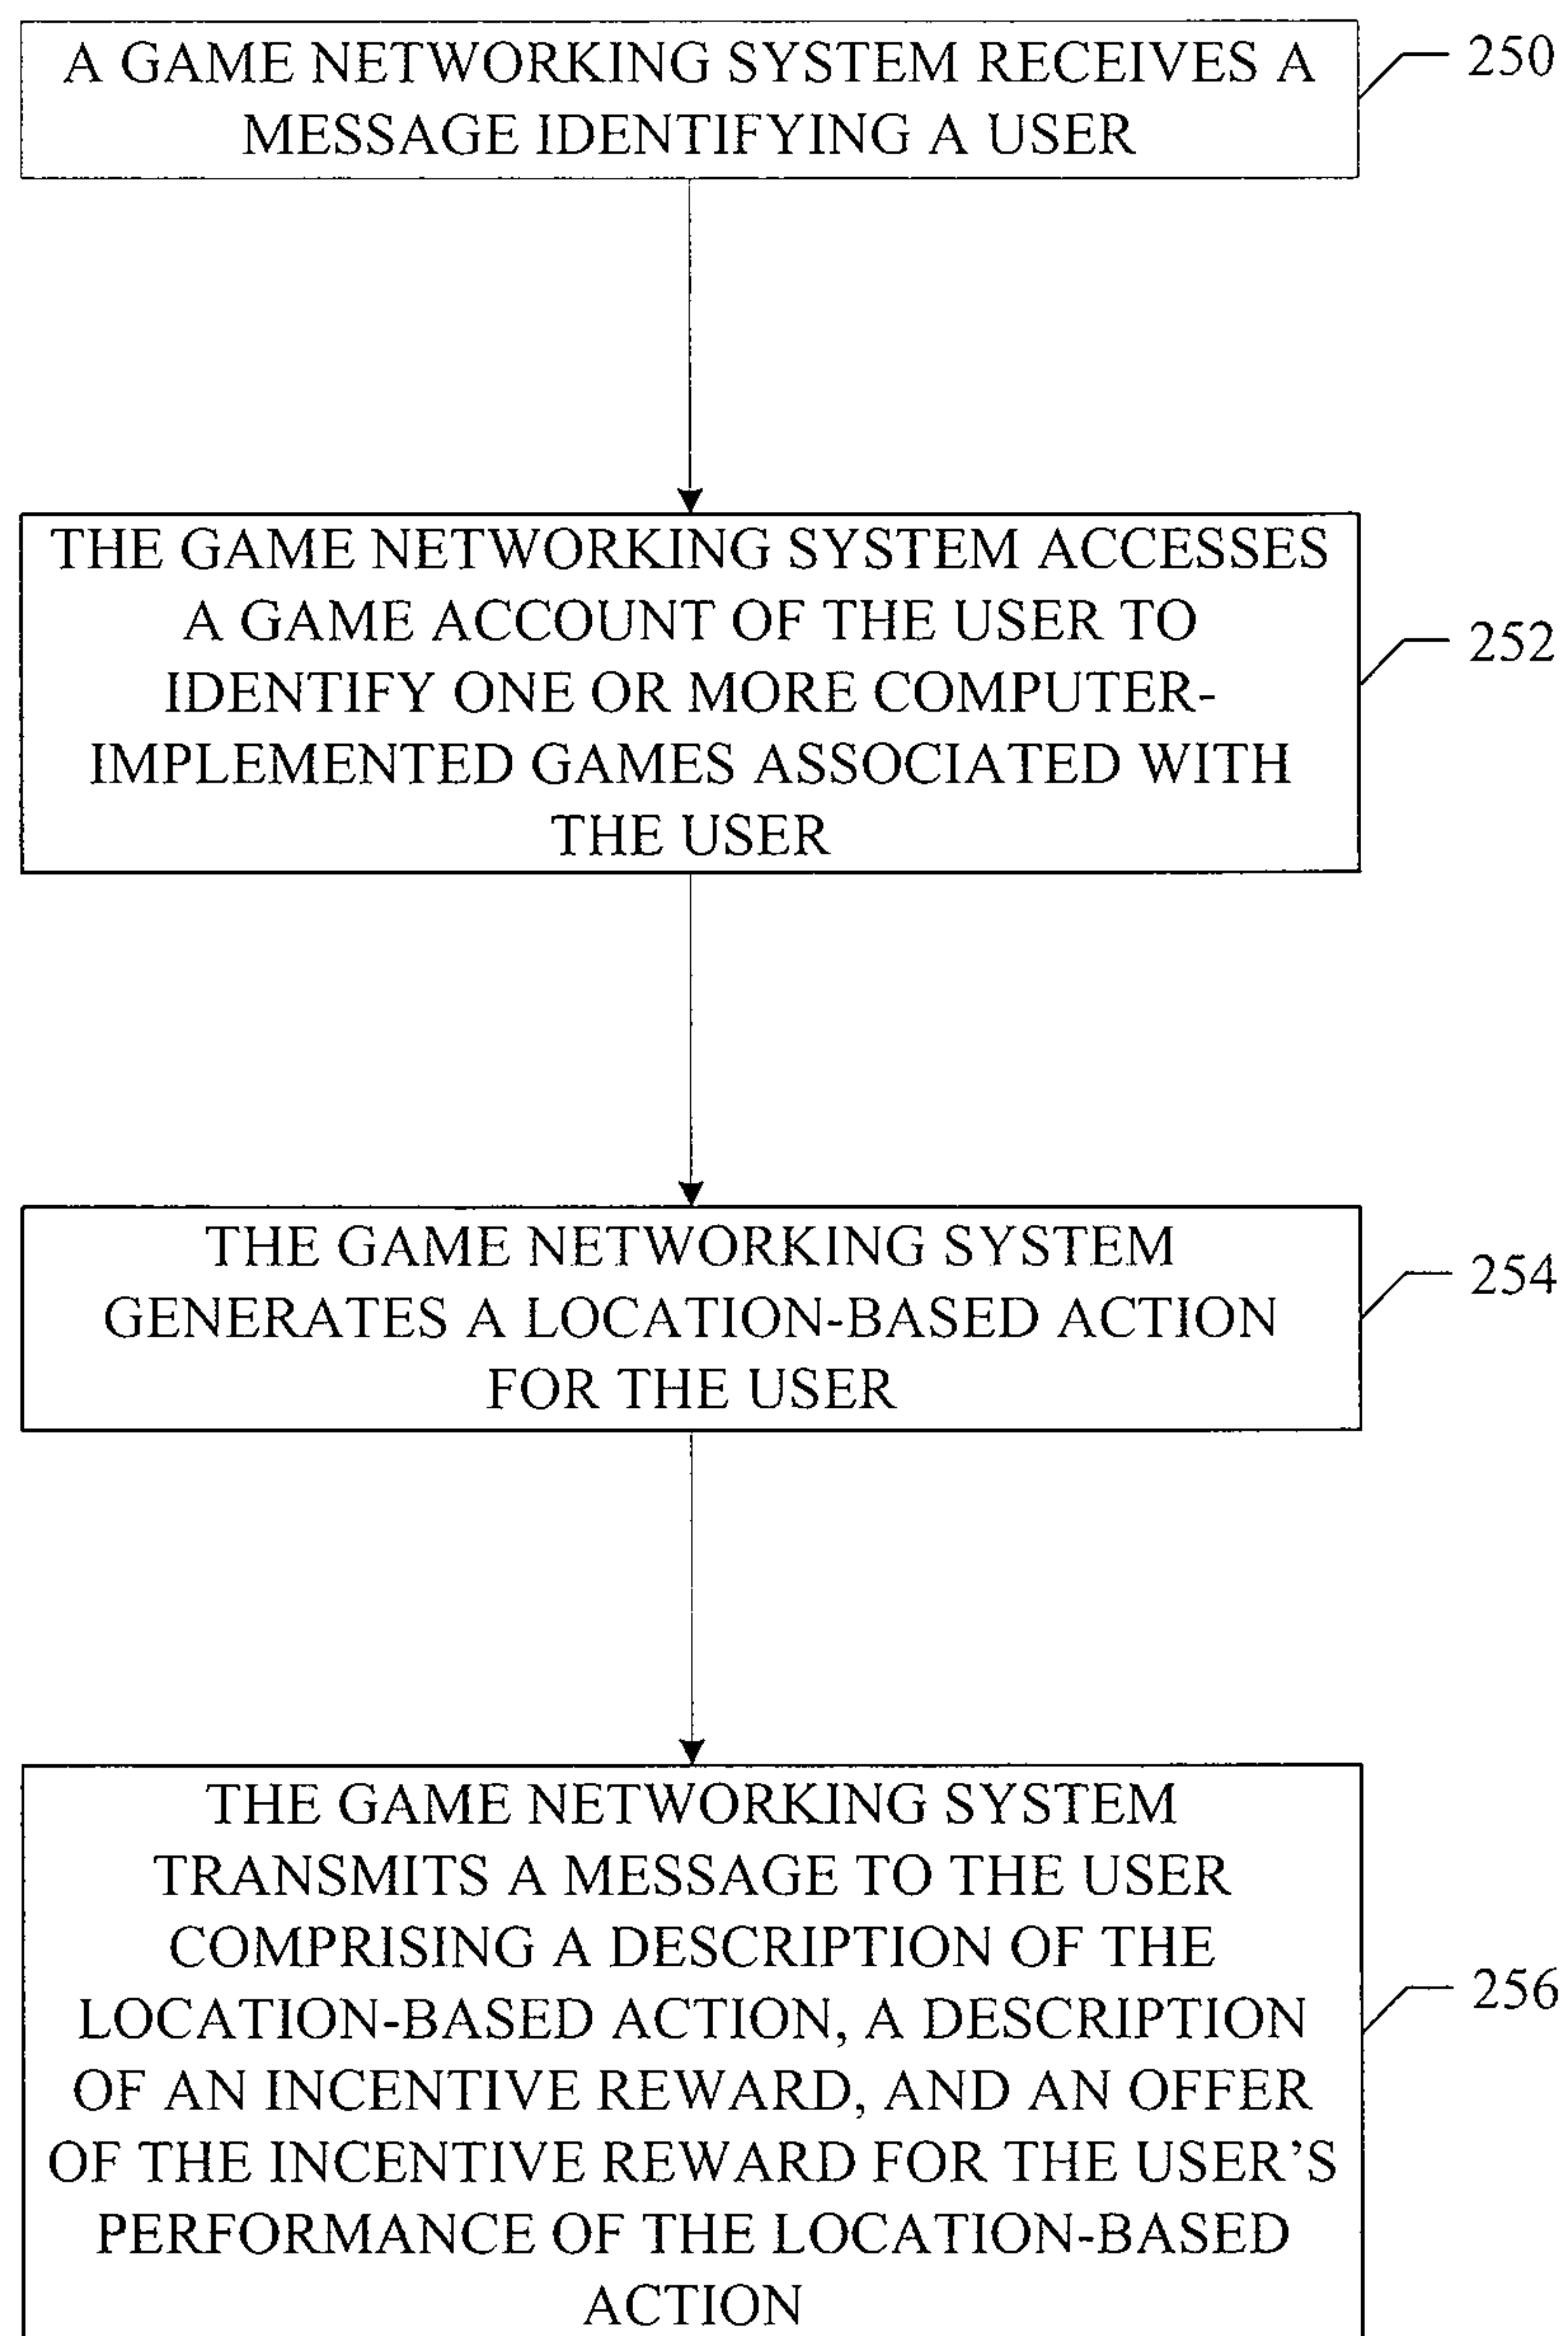 A GAME NETWORKING SYSTEM RECEIVES A
MESSAGE IDENTIFYING A USER
250
THE GAME NETWORKING SYSTEM ACCESSES
A GAME ACCOUNT OF THE USER TO
IDENTIFY ONE OR MORE COMPUTER-
IMPLEMENTED GAMES ASSOCIATED WITH
THE USER
252
THE GAME NETWORKING SYSTEM
GENERATES A LOCATION-BASED ACTION
FOR THE USER
254
THE GAME NETWORKING SYSTEM
TRANSMITS A MESSAGE TO THE USER
COMPRISING A DESCRIPTION OF THE
LOCATION-BASED ACTION, A DESCRIPTION
OF AN INCENTIVE REWARD, AND AN OFFER
OF THE INCENTIVE REWARD FOR THE USER’S
PERFORMANCE OF THE LOCATION-BASED
ACTION
256